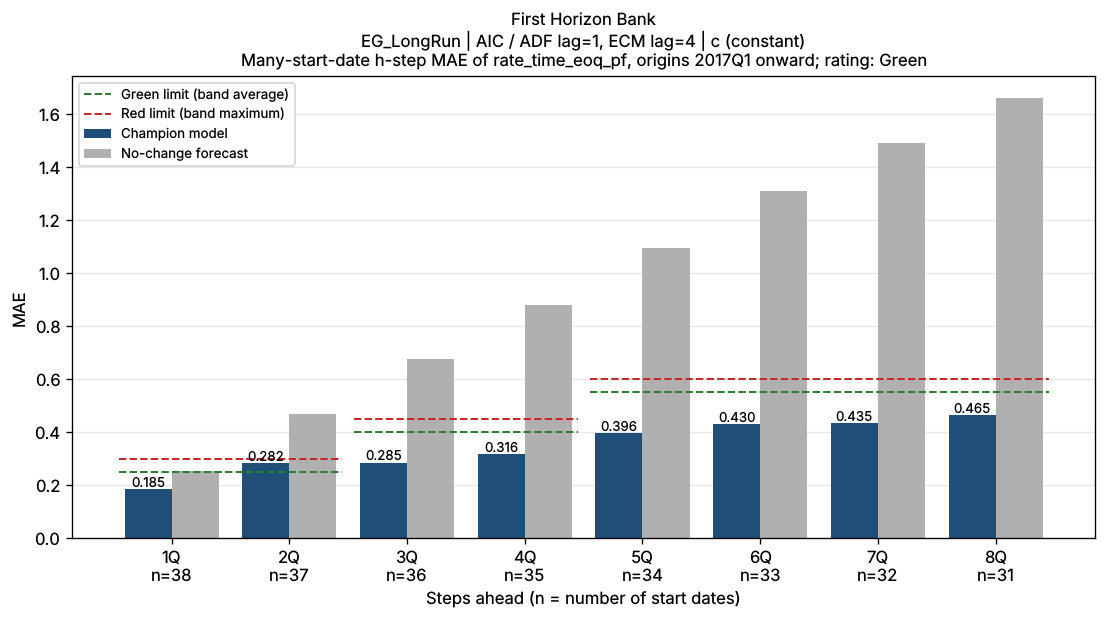 First Horizon Bank
EG_LongRun | AIC / ADF lag=1, ECM lag=4 | c (constant)
Many-start-date h-step MAE of rate_time_eoq_pf, origins 2017Q1 onward; rating: Green
Green limit (band average)
Red limit (band maximum)
Champion model
No-change forecast
MAE
1.6
1.4
1.2
1.0
0.8
0.6
0.4
0.2
0.0
0.185
0.282
0.285
0.316
0.396
0.430
0.435
0.465
1Q
n=38
2Q
n=37
3Q
n=36
4Q
n=35
5Q
n=34
6Q
n=33
7Q
n=32
8Q
n=31
Steps ahead (n = number of start dates)